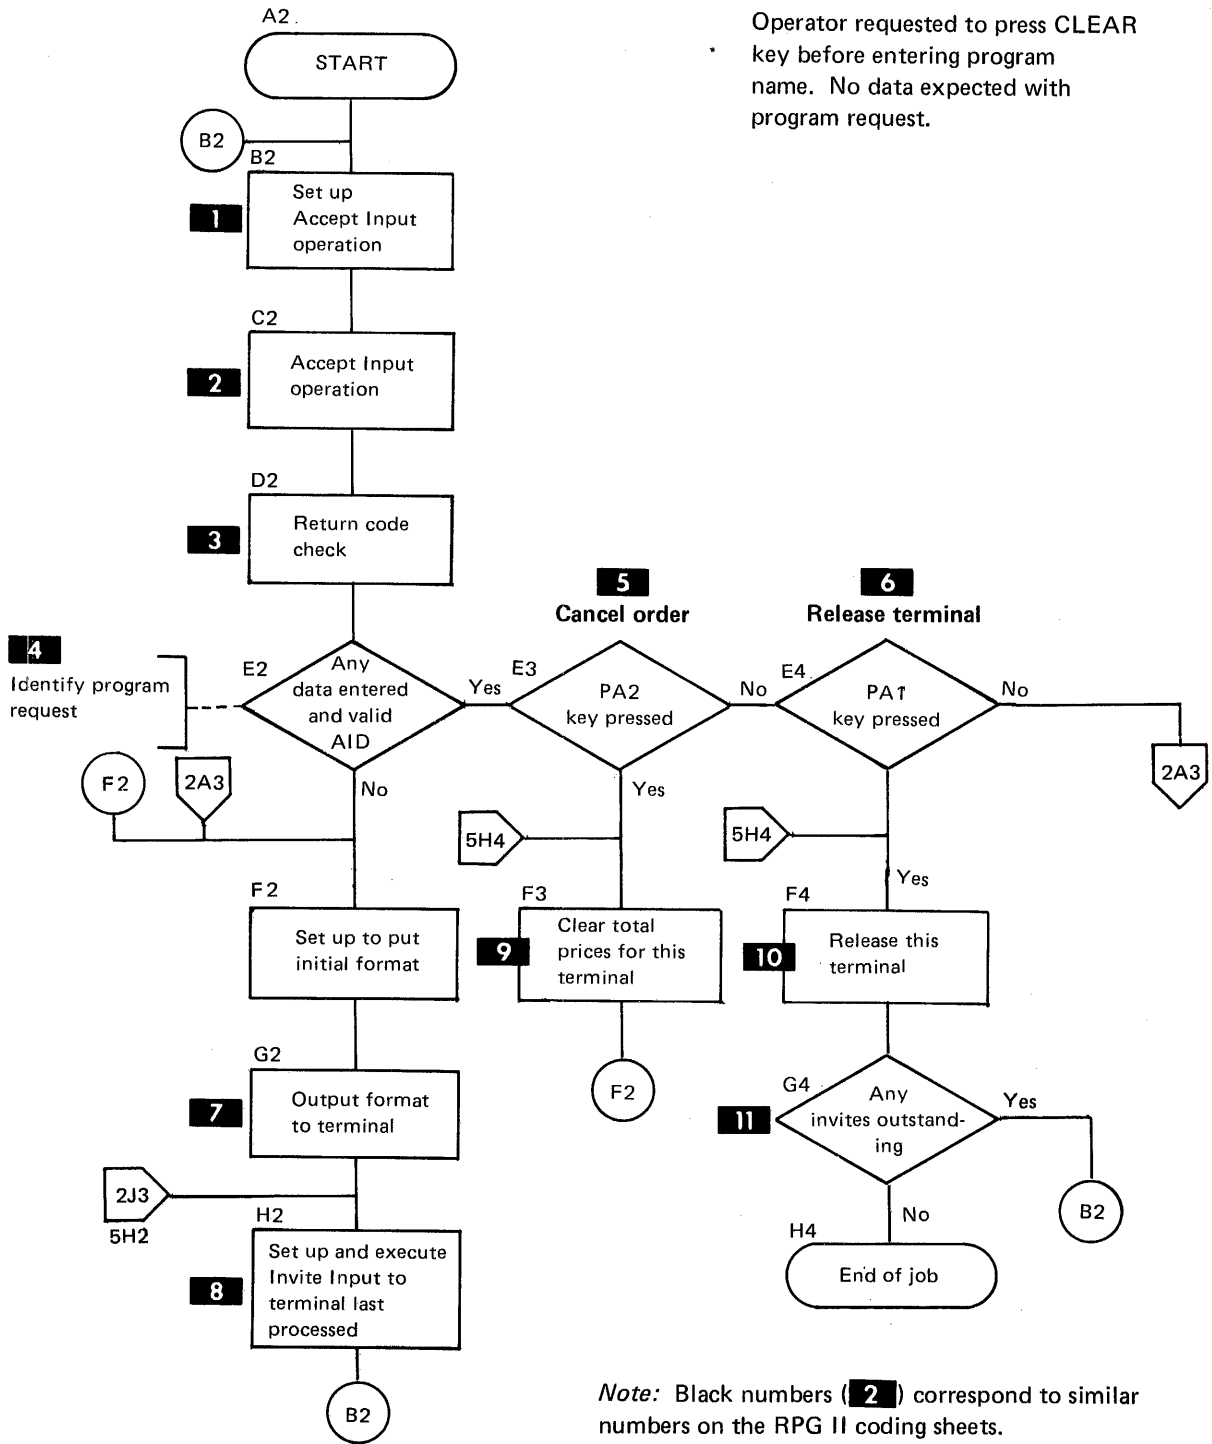 A2
START
Operator requested to press CLEAR
key before entering program
name. No data expected with
program request.
B2
B2
1
Set up
Accept Input
operation
C2
2
Accept Input
operation
D2
3
Return code
check
5
Cancel order
6
Release terminal
4
Identify program
request
E2
Any
data entered
and valid
AID
Yes
E3
PA2
key pressed
No
E4
PA1
key pressed
No
2A3
F2
2A3
No
Yes
5H4
5H4
Yes
F2
Set up to put
initial format
F3
9
Clear total
prices for this
terminal
F4
10
Release this
terminal
G2
7
Output format
to terminal
F2
G4
11
Any
invites outstand-
ing
Yes
B2
No
2J3
5H2
H2
8
Set up and execute
Invite Input to
terminal last
processed
H4
End of job
B2
Note: Black numbers (2) correspond to similar
numbers on the RPG II coding sheets.